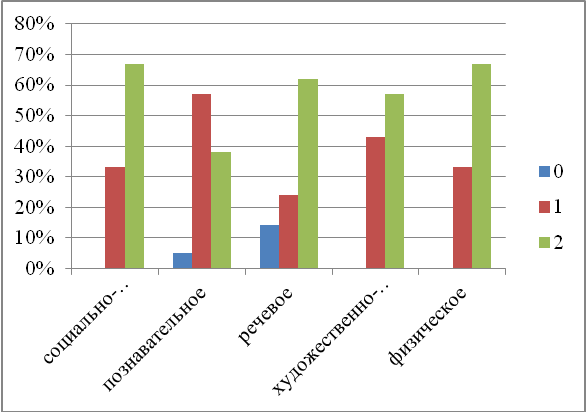 80%
70%
60%
50%
40%
30%
20%
10%
0%
социально-..
познавательное
речевое
художественно-..
физическое
0
1
2